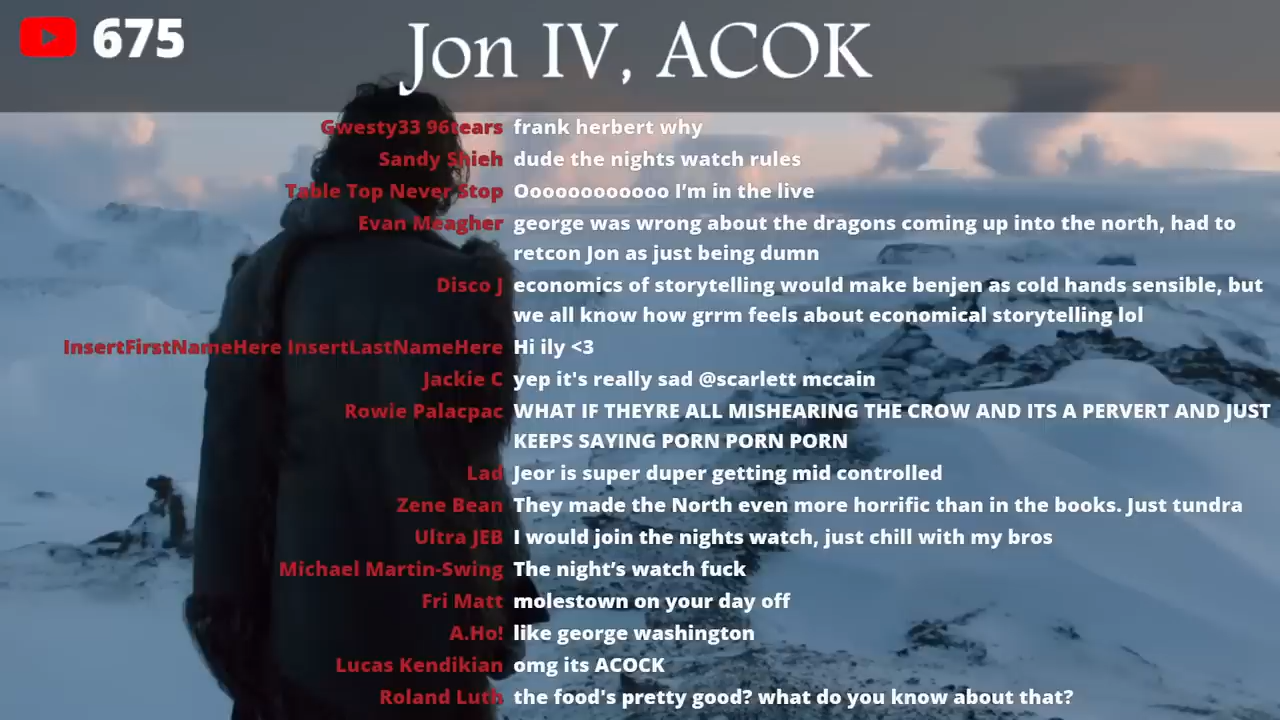 675
Jon IV, ACOK
Gwesty33 96tears frank herbert why
Sandy Shieh dude the nights watch rules
Table Top Never Stop Ooooooooooooo I’m in the live
Evan Meagher george was wrong about the dragons coming up into the north, had to
retcon Jon as just being dumn
Disco J economics of storytelling would make benjen as cold hands sensible, but
we all know how grrm feels about economical storytelling lol
InsertFirstNameHere InsertLastNameHere Hi ily <3
Jackie C yep it's really sad @scarlett mccain
Rowie Palacpac WHAT IF THEYRE ALL MISHEARING THE CROW AND ITS A PERVERT AND JUST
KEEPS SAYING PORN PORN PORN
Lad Jeor is super duper getting mid controlled
Zene Bean They made the North even more horrific than in the books. Just tundra
Ultra JEB I would join the nights watch, just chill with my bros
Michael Martin-Swing The night’s watch fuck
Fri Matt molestown on your day off
A.Ho! like george washington
Lucas Kendikian omg its ACOCK
Roland Luth the food's pretty good? what do you know about that?